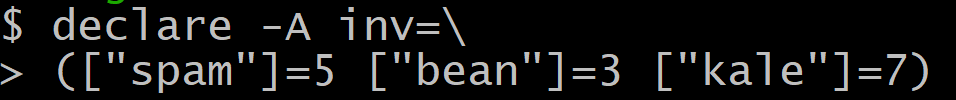 $ declare -A inv=\
> (["spam"]=5 ["bean"]=3 ["kale"]=7)